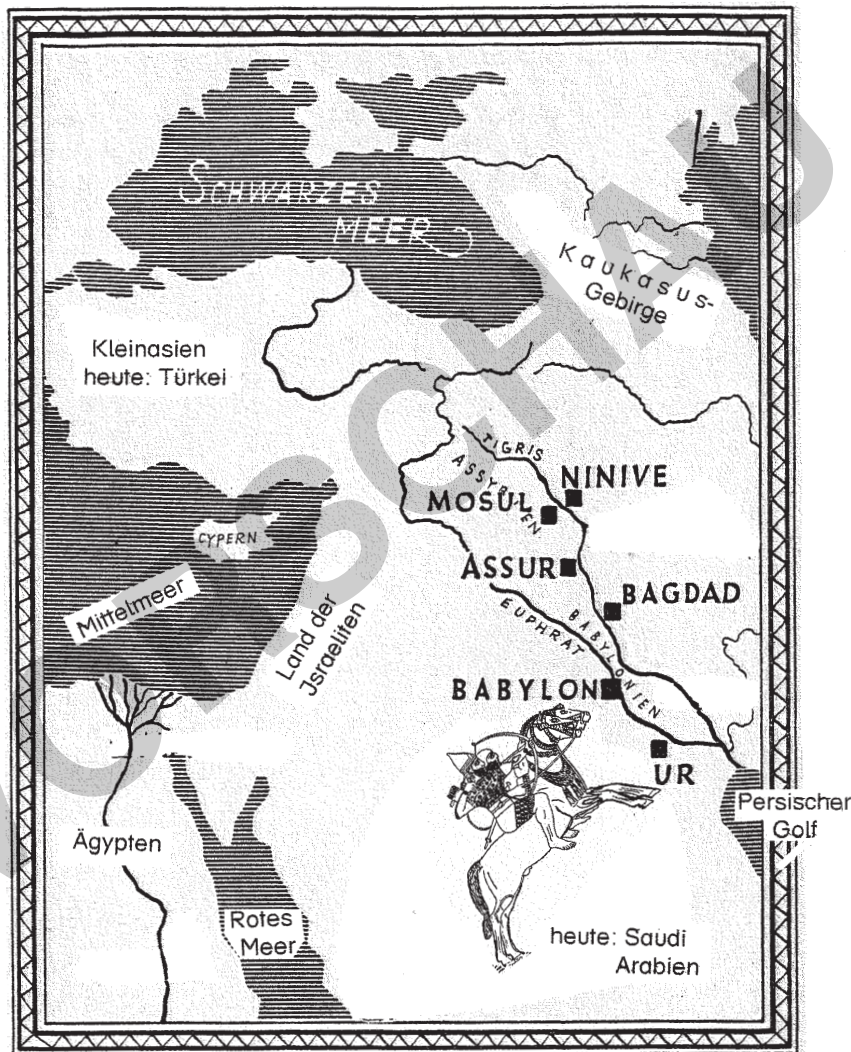 SCHWARZES
MEER
Kaukasus-
Gebirge
Kleinasien
heute: Türkei
TIGRIS
ASSYRIEN
NINIVE
MOSUL
CYPERN
ASSUR
Mittelmeer
BAGDAD
EUPHRAT
BABYLONIEN
Land der
Jsraeliten
BABYLON
UR
Persischer
Golf
Ägypten
Rotes
Meer
heute: Saudi
Arabien